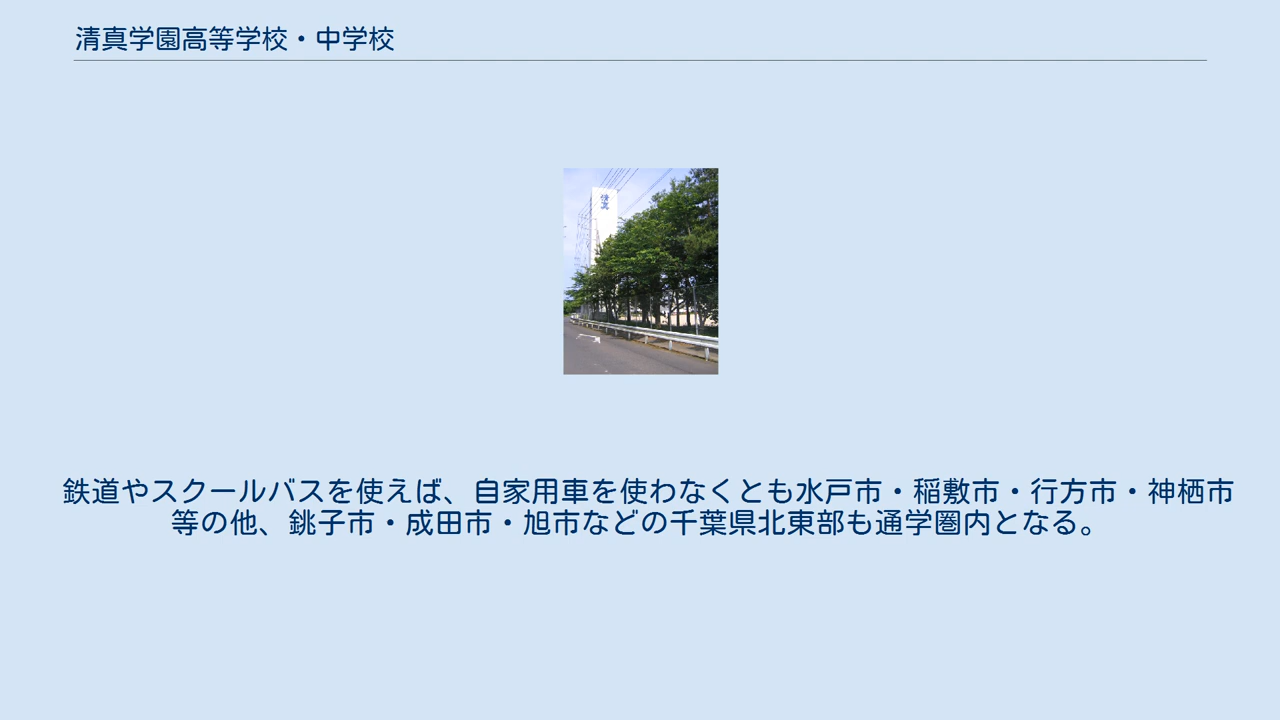 清真学園高等学校・中学校
清真
鉄道やスクールバスを使えば、自家用車を使わなくとも水戸市・稲敷市・行方市・神栖市
等の他、銚子市・成田市・旭市などの千葉県北東部も通学圏内となる。